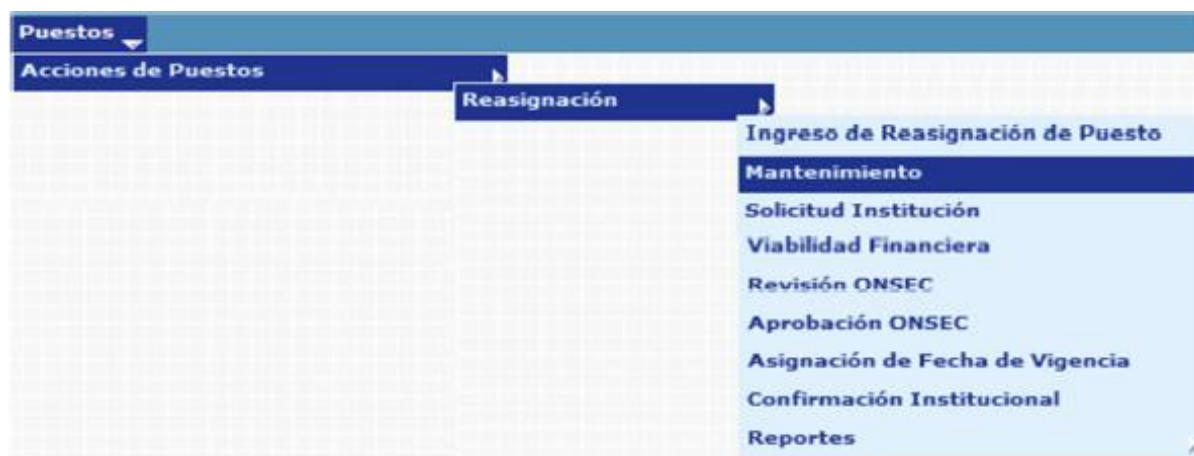 Puestos
Acciones de Puestos
Reasignación
Ingreso de Reasignación de Puesto
Mantenimiento
Solicitud Institución
Viabilidad Financiera
Revisión ONSEC
Aprobación ONSEC
Asignación de Fecha de Vigencia
Confirmación Institucional
Reportes